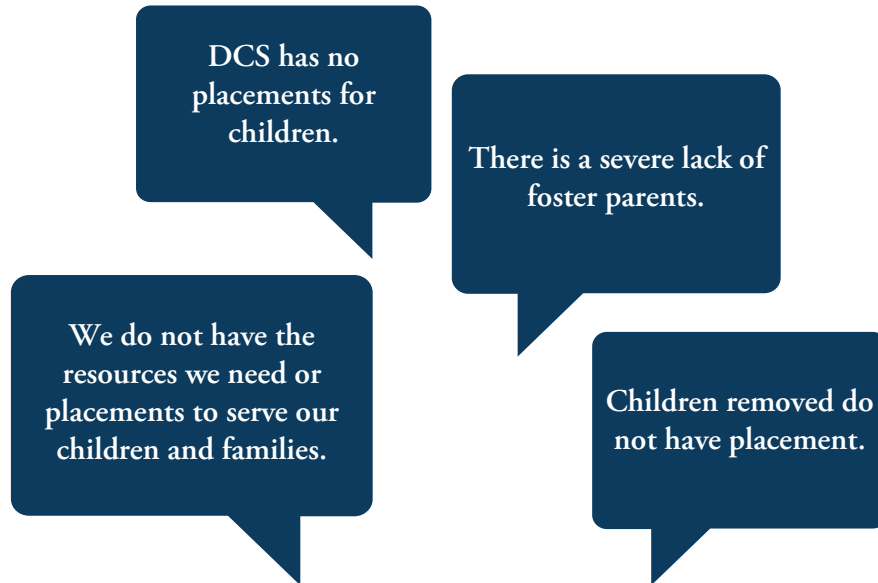 DCS has no
placements for
children.
There is a severe lack of
foster parents.
We do not have the
resources we need or
placements to serve our
children and families.
Children removed do
not have placement.